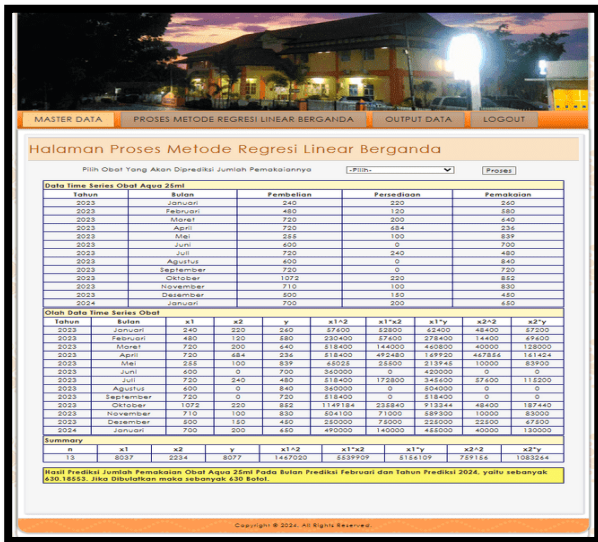 MASTER DATA PROSES METODE REGRESI LINEAR BERGANDA OUTPUT DATA LOGOUT
Halaman Proses Metode Regresi Linear Berganda
Pilih Obat Yang Akan Diprediksi Jumlah Pemakaiannya -Pilih- Proses
Data Time Series Obat Aqua 25ml
Tahun Bulan Pembelian Persediaan Pemakaian
2023 Januari 240 220 260
2023 Februari 480 120 580
2023 Maret 720 200 640
2023 April 720 684 236
2023 Mei 255 100 839
2023 Juni 600 0 700
2023 Juli 720 240 480
2023 Agustus 600 0 840
2023 September 720 0 720
2023 Oktober 1072 220 852
2023 November 710 100 830
2023 Desember 500 150 450
2024 Januari 700 200 650
Olah Data Time Series Obat
Tahun Bulan x1 x2 y x1^2 x1*x2 x1*y x2^2 x2*y
2023 Januari 240 220 260 57600 52800 62400 48400 57200
2023 Februari 480 120 580 230400 57600 278400 14400 69600
2023 Maret 720 200 640 518400 144000 460800 40000 128000
2023 April 720 684 236 518400 492480 169920 467856 161424
2023 Mei 255 100 839 65025 25500 213945 10000 83900
2023 Juni 600 0 700 360000 0 420000 0 0
2023 Juli 720 240 480 518400 172800 345600 57600 115200
2023 Agustus 600 0 840 360000 0 504000 0 0
2023 September 720 0 720 518400 0 518400 0 0
2023 Oktober 1072 220 852 1149184 235840 913344 48400 187440
2023 November 710 100 830 504100 71000 589300 10000 83000
2023 Desember 500 150 450 250000 75000 225000 22500 67500
2024 Januari 700 200 650 490000 140000 455000 40000 130000
Summary
n x1 x2 y x1^2 x1*x2 x1*y x2^2 x2*y
13 8037 2234 8077 1467020 5539909 5156109 759156 1083264
Hasil Prediksi Jumlah Pemakaian Obat Aqua 25ml Pada Bulan Prediksi Februari dan Tahun Prediksi 2024, yaitu sebanyak
630.18553. Jika Dibulatkan maka sebanyak 630 Botol.
Copyright © 2024. All Rights Reserved.